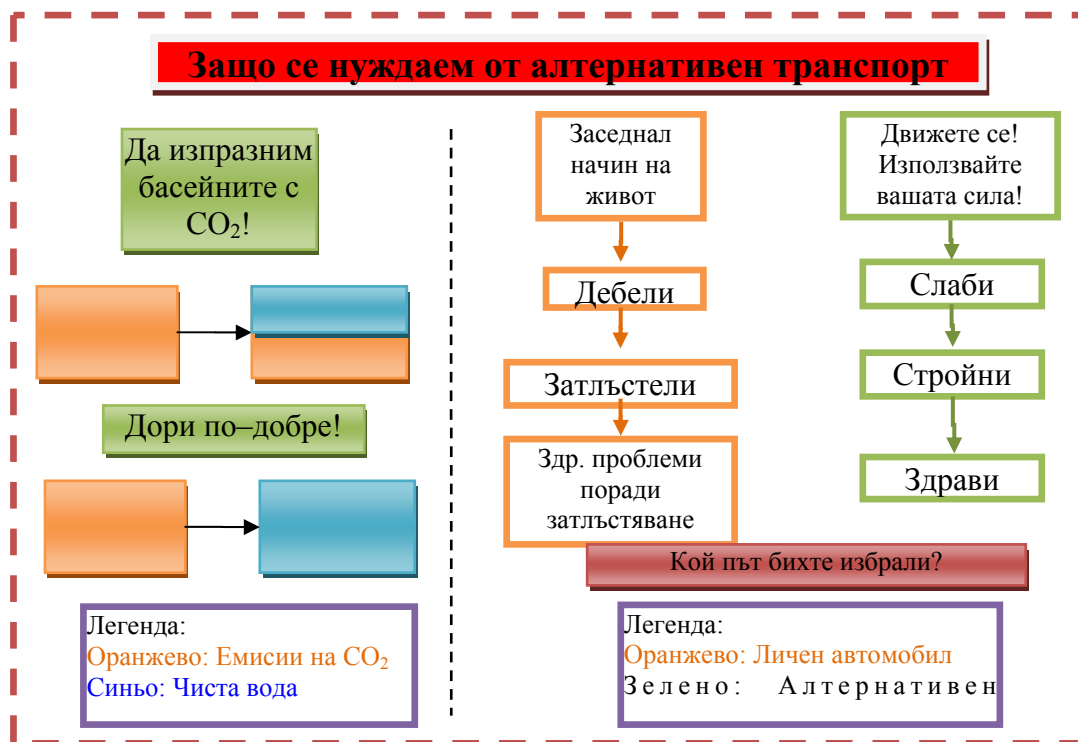 Защо се нуждаем от алтернативен транспорт
Да изпразним
басейните с
CO₂!
Дори по–добре!
Легенда:
Оранжево: Емисии на CO₂
Синьо: Чиста вода
Заседнал
начин на
живот
Дебели
Затлъстели
Здр. проблеми
поради
затлъстяване
Движете се!
Използвайте
вашата сила!
Слаби
Стройни
Здрави
Кой път бихте избрали?
Легенда:
Оранжево: Личен автомобил
Зелено: Алтернативен